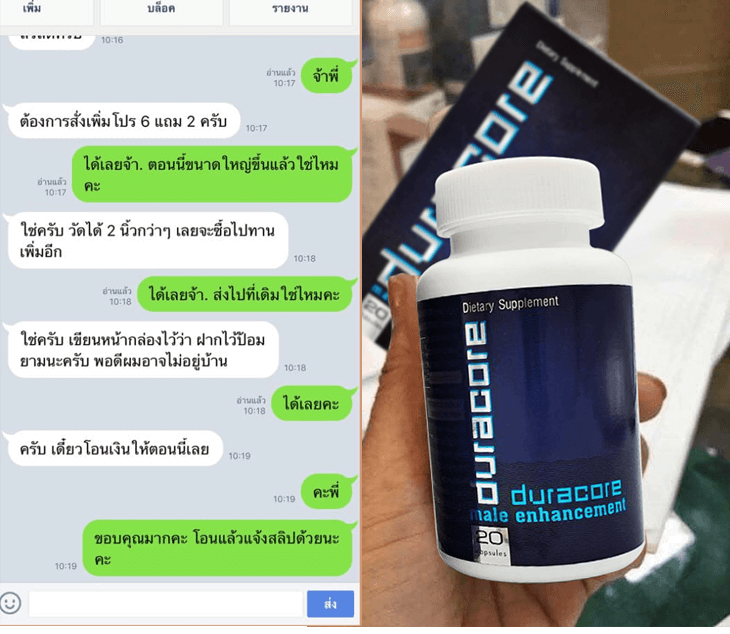 เพิ่ม
บล็อค
รายงาน
10:16
จ้าพี่
อ่านแล้ว
10:17
ต้องการสั่งเพิ่มโปร 6 แถม 2 ครับ
10:17
ได้เลยจ้า. ตอนนี้ขนาดใหญ่ขึ้นแล้วใช่ไหม
คะ
อ่านแล้ว
10:17
ใช่ครับ วัดได้ 2 นิ้วกว่าๆ เลยจะซื้อไปทาน
เพิ่มอีก
10:18
ได้เลยจ้า. ส่งไปที่เดิมใช่ไหมคะ
อ่านแล้ว
10:18
ใช่ครับ เขียนหน้ากล่องไว้ว่า ฝากไว้ป้อม
ยามนะครับ พอดีผมอาจไม่อยู่บ้าน
10:18
ได้เลยคะ
อ่านแล้ว
10:18
ครับ เดี๋ยวโอนเงินให้ตอนนี้เลย
10:19
คะพี่
10:19
ขอบคุณมากคะ โอนแล้วแจ้งสลิปด้วยนะ
คะ
10:19
ส่ง
Dietary Supplement
duracore
20
Dietary Supplement
duracore
duracore
male enhancement
20
capsules